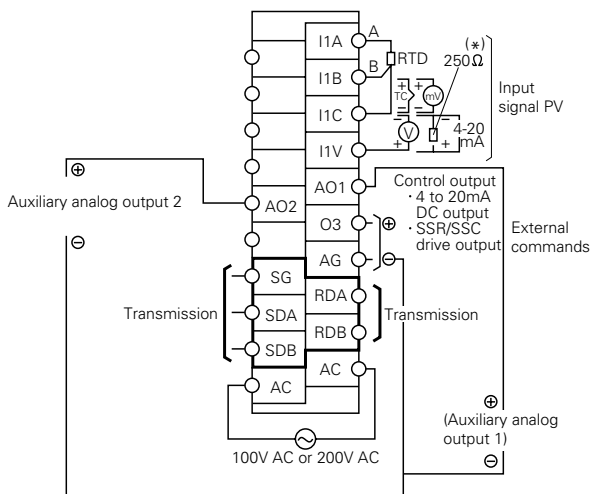 I1A
A
RTD
(*)
250Ω
I1B
B
TC
+
+
mV
Input
signal PV
I1C
−
−
V
−
−
4-20
mA
I1V
+
+
AO1
Control output
· 4 to 20mA
DC output
· SSR/SSC
drive output
External
commands
⊕
Auxiliary analog output 2
AO2
O3
⊕
⊖
AG
⊖
SG
RDA
Transmission
SDA
Transmission
RDB
SDB
AC
AC
⊕
(Auxiliary analog
output 1)
⊖
100V AC or 200V AC